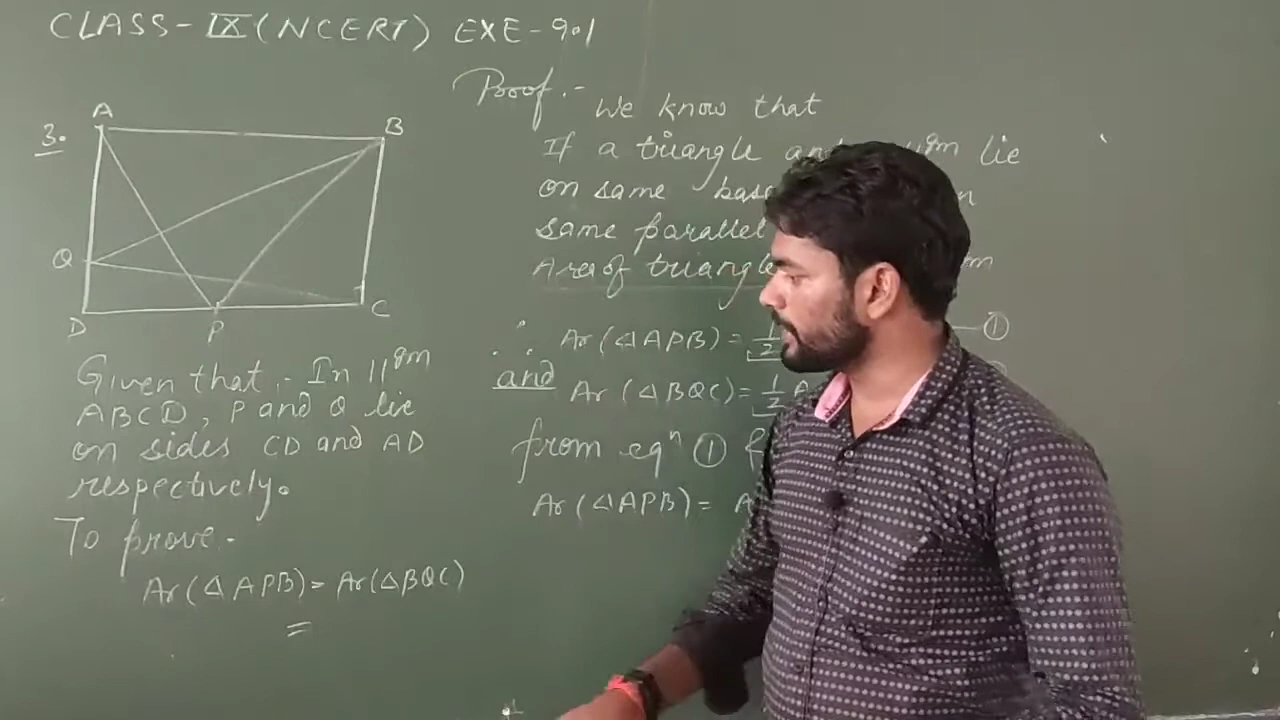 CLASS-IX (NCERT) EXE-9.1
3.
A
B
Q
D
P
C
Given that :- In ||gm
ABCD, P and Q lie
on sides CD and AD
respectively.
To prove -
Ar(△APB) = Ar(△BQC)
Proof :-
We know that
If a triangle and gm lie
on same base
same parallel
Area of triangle
∴ Ar(△APB) = 1/2 ①
and Ar(△BQC) = 1/2 A
from eqn ① &
Ar(△APB) = A